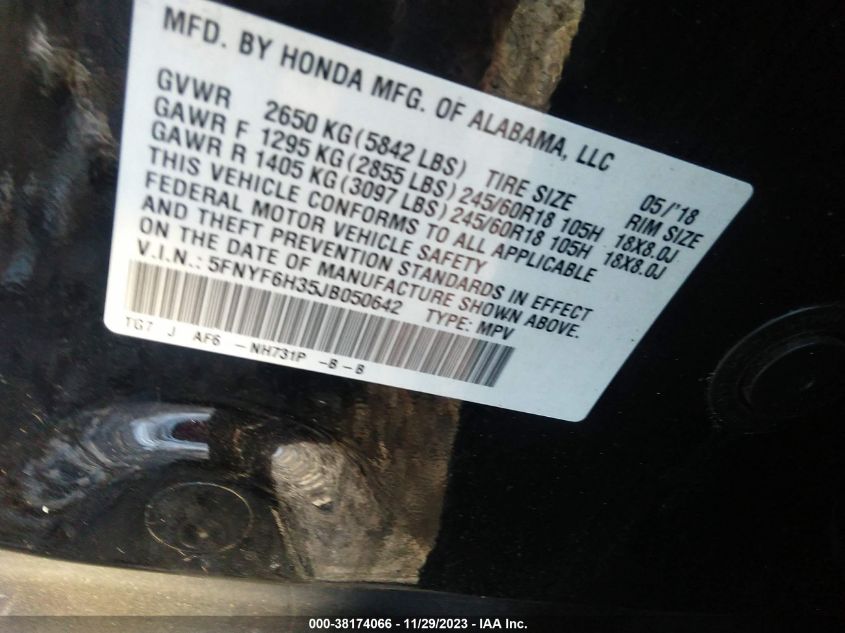 MFD. BY HONDA MFG. OF ALABAMA, LLC
GVWR 2650 KG(5842 LBS) TIRE SIZE 05/'18 RIM SIZE
GAWR F 1295 KG(2855 LBS) 245/60R18 105H 18X8.0J
GAWR R 1405 KG(3097 LBS) 245/60R18 105H 18X8.0J
THIS VEHICLE CONFORMS TO ALL APPLICABLE
FEDERAL MOTOR VEHICLE SAFETY
AND THEFT PREVENTION STANDARDS IN EFFECT
ON THE DATE OF MANUFACTURE SHOWN ABOVE.
V.I.N.: 5FNYF6H35JB050642 TYPE: MPV
TG7 J AF6 - NH731P -B-B
000-38174066 - 11/29/2023 - IAA Inc.